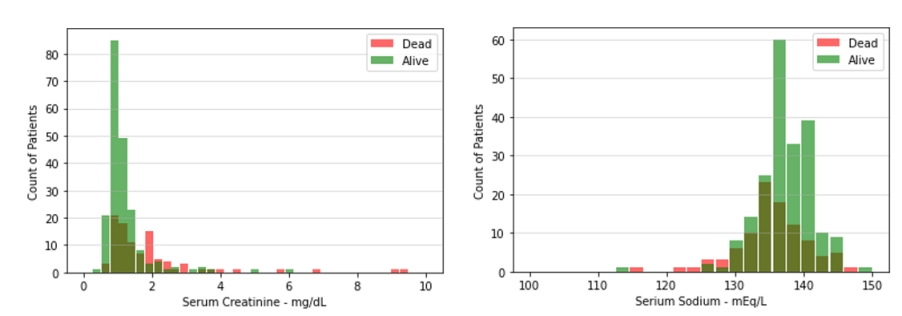 Dead
Alive
80
70
60
50
40
30
20
10
0
Count of Patients
0 2 4 6 8 10
Serum Creatinine - mg/dL
Dead
Alive
60
50
40
30
20
10
0
Count of Patients
100 110 120 130 140 150
Serium Sodium - mEq/L